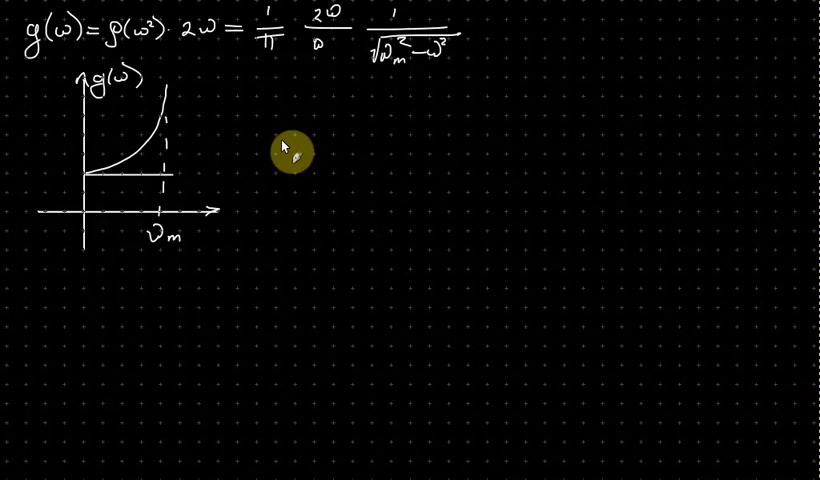 g(ω) = ρ(ω²) · 2ω = 1/π 2ω/ω 1/√(ω_m² − ω²)
g(ω)
ω_m